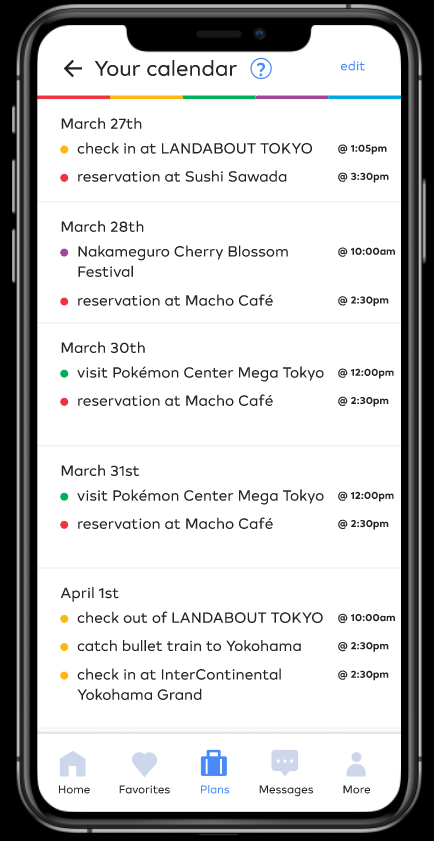 Your calendar
?
edit
March 27th
check in at LANDABOUT TOKYO @ 1:05pm
reservation at Sushi Sawada @ 3:30pm
March 28th
Nakameguro Cherry Blossom @ 10:00am
Festival
reservation at Macho Café @ 2:30pm
March 30th
visit Pokémon Center Mega Tokyo @ 12:00pm
reservation at Macho Café @ 2:30pm
March 31st
visit Pokémon Center Mega Tokyo @ 12:00pm
reservation at Macho Café @ 2:30pm
April 1st
check out of LANDABOUT TOKYO @ 10:00am
catch bullet train to Yokohama @ 2:30pm
check in at InterContinental @ 2:30pm
Yokohama Grand
Home Favorites Plans Messages More